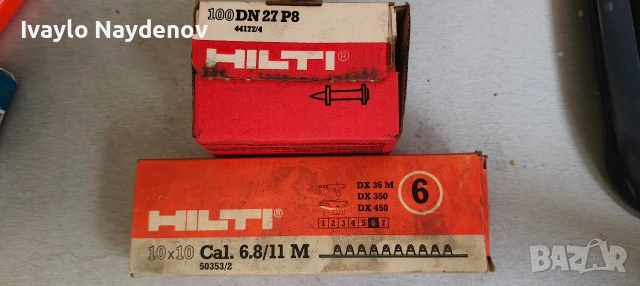 Ivaylo Naydenov
100 DN 27 P8
44177/4
HILTI®
HILTI®
DX 36 M
DX 350
DX 450
6
1 2 3 4 5 6 7
10x10 Cal. 6.8/11 M
50353/2
bazar